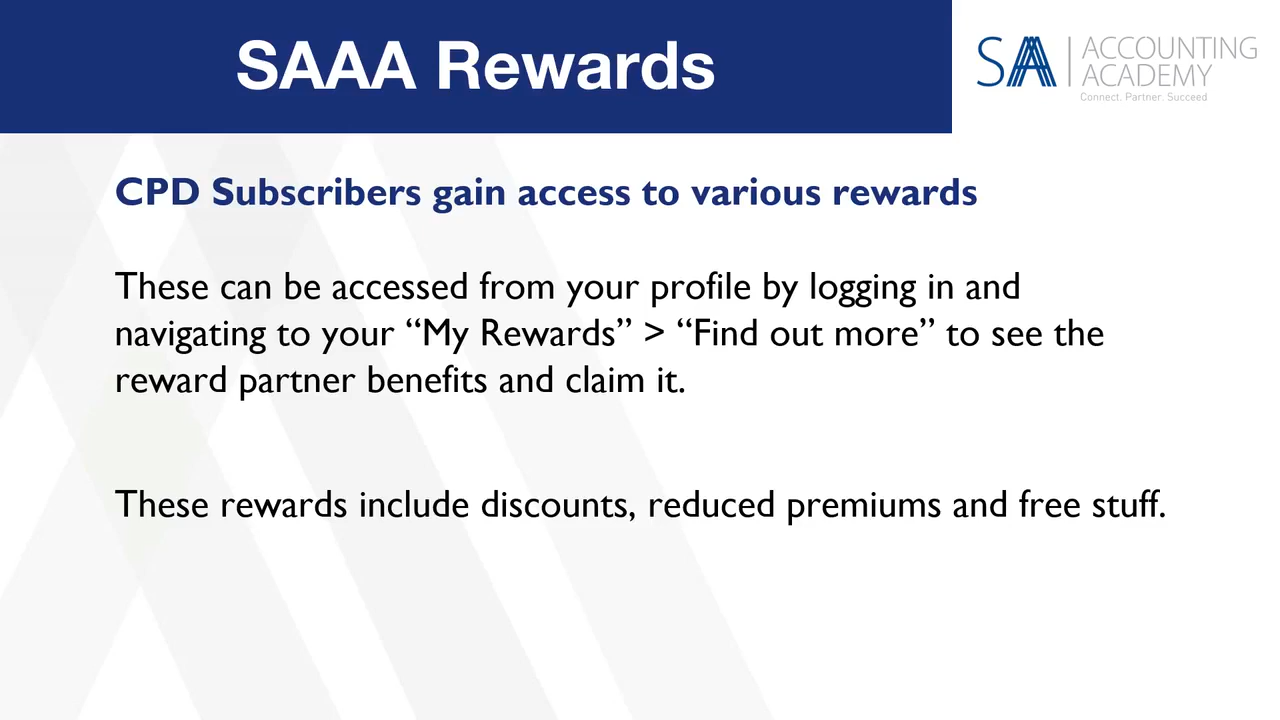 SAAA Rewards
SAA ACCOUNTING
ACADEMY
Connect. Partner. Succeed
CPD Subscribers gain access to various rewards
These can be accessed from your profile by logging in and
navigating to your “My Rewards” > “Find out more” to see the
reward partner benefits and claim it.
These rewards include discounts, reduced premiums and free stuff.